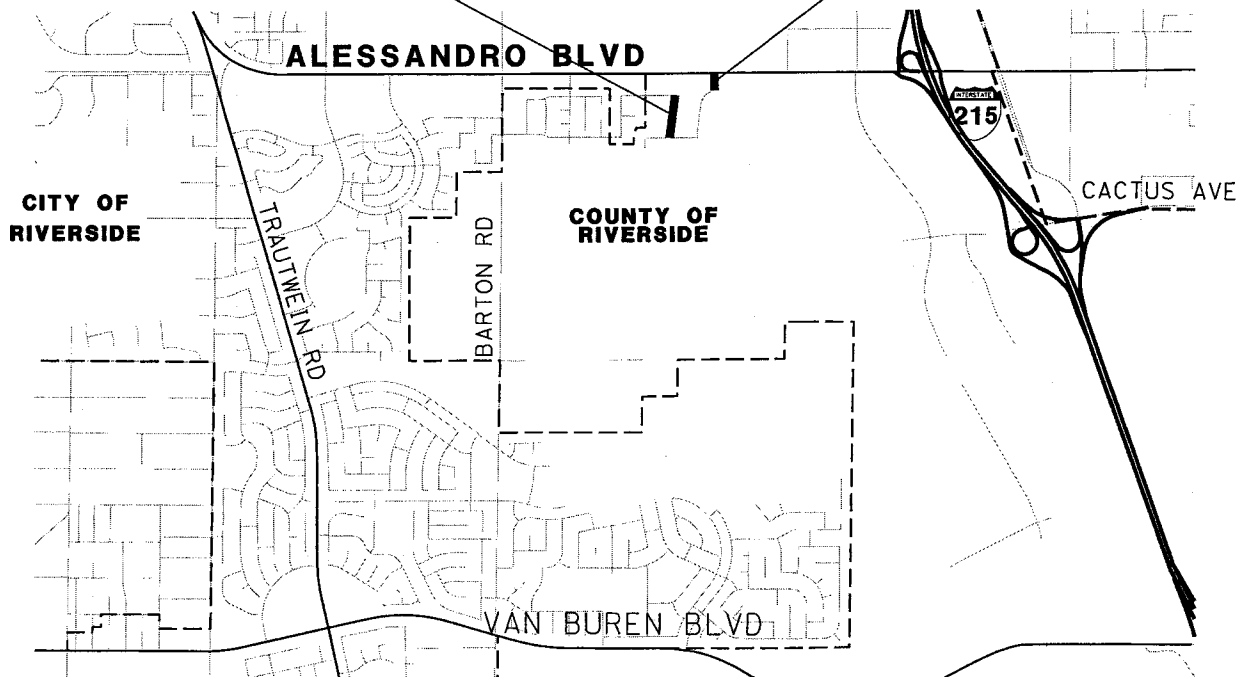 ALESSANDRO BLVD
INTERSTATE
215
CACTUS AVE
CITY OF
RIVERSIDE
TRAUTWEIN RD
BARTON RD
COUNTY OF
RIVERSIDE
VAN BUREN BLVD